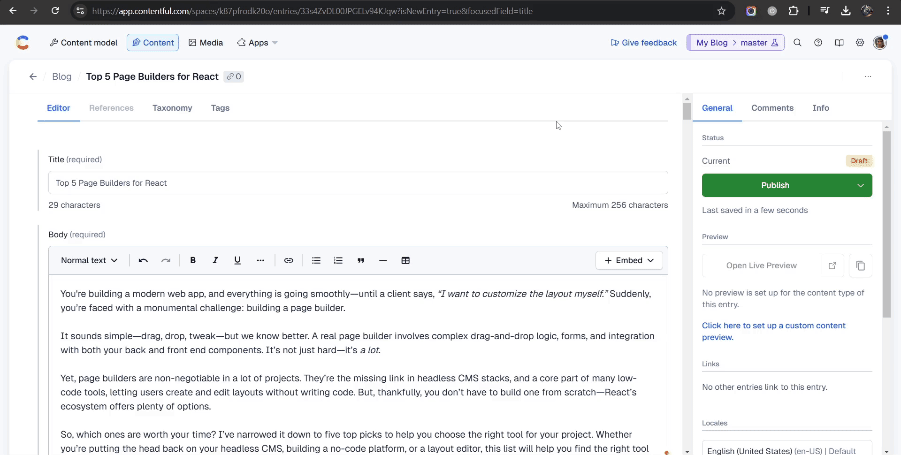 https://app.contentful.com/spaces/k87pfrodk20o/entries/33s4ZvDL00JPGELv94K7qw?isNewEntry=true&focusedField=title
Content model
Content
Media
Apps
Give feedback
My Blog > master
Blog
Top 5 Page Builders for React
0
Editor
References
Taxonomy
Tags
General
Comments
Info
Title (required)
Top 5 Page Builders for React
29 characters
Maximum 256 characters
Body (required)
Normal text
B
I
U
Embed
You're building a modern web app, and everything is going smoothly—until a client says, “I want to customize the layout myself.” Suddenly,
you're faced with a monumental challenge: building a page builder.
It sounds simple—drag, drop, tweak—but we know better. A real page builder involves complex drag-and-drop logic, forms, and integration
with both your back and front end components. It's not just hard—it's a lot.
Yet, page builders are non-negotiable in a lot of projects. They're the missing link in headless CMS stacks, and a core part of many low-
code tools, letting users create and edit layouts without writing code. But, thankfully, you don't have to build one from scratch—React's
ecosystem offers plenty of options.
So, which ones are worth your time? I've narrowed it down to five top picks to help you choose the right tool for your project. Whether
you're putting the head back on your headless CMS, building a no-code platform, or a layout editor, this list will help you find the right tool
Status
Current
Draft
Publish
Last saved in a few seconds
Preview
Open Live Preview
No preview is set up for the content type of
this entry.
Click here to set up a custom content
preview.
Links
No other entries link to this entry.
Locales
English (United States) (en-US) | Default